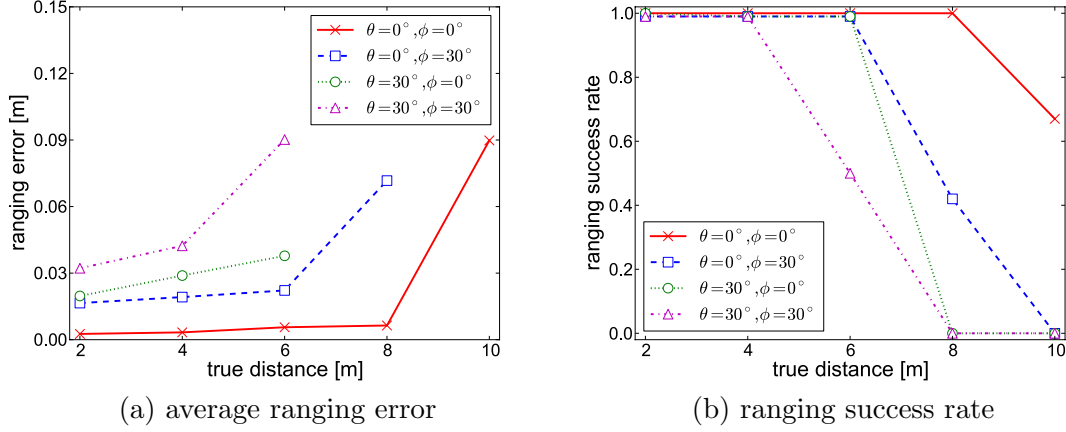 0.15
0.12
0.09
0.06
0.03
0.00
ranging error [m]
θ=0°,ϕ=0°
θ=0°,ϕ=30°
θ=30°,ϕ=0°
θ=30°,ϕ=30°
2 4 6 8 10
true distance [m]
(a) average ranging error
1.0
0.8
0.6
0.4
0.2
0.0
ranging success rate
θ=0°,ϕ=0°
θ=0°,ϕ=30°
θ=30°,ϕ=0°
θ=30°,ϕ=30°
2 4 6 8 10
true distance [m]
(b) ranging success rate